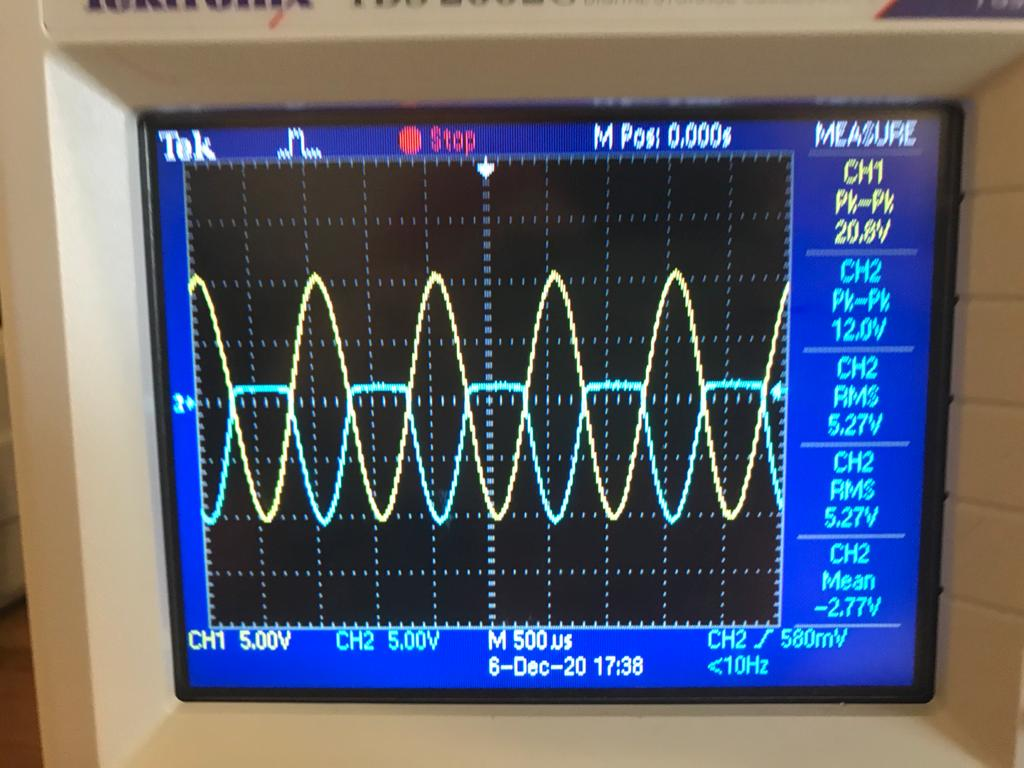 Tektronix
Tek
Stop
M Pos: 0.000s
MEASURE
CH1
Pk-Pk
20.8V
CH2
Pk-Pk
12.0V
CH2
RMS
5.27V
CH2
RMS
5.27V
CH2
Mean
-2.77V
CH1 5.00V
CH2 5.00V
M 500µs
CH2
580mV
6-Dec-20 17:38
<10Hz